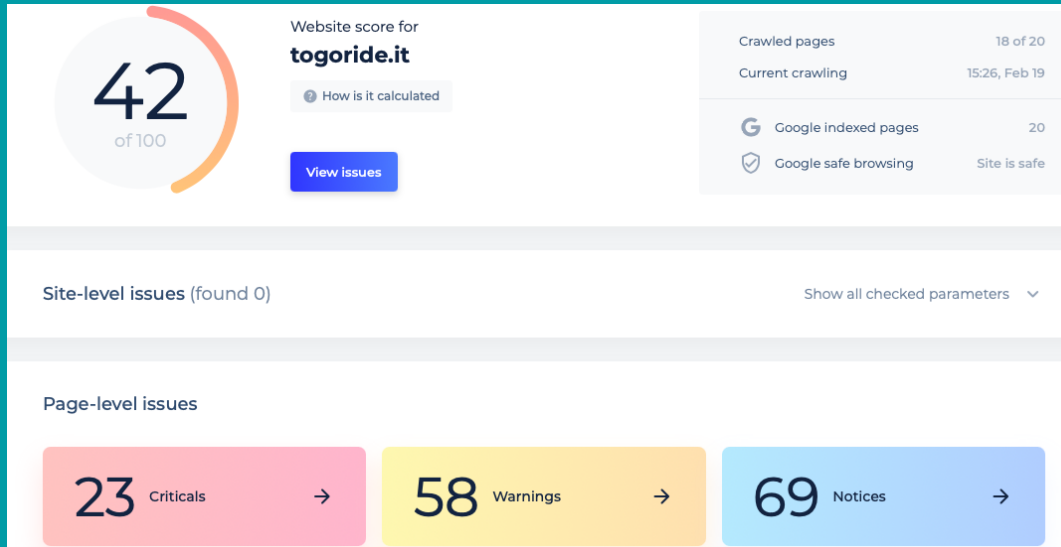 42
of 100
Website score for
togoride.it
? How is it calculated
View issues
Crawled pages 18 of 20
Current crawling 15:26, Feb 19
Google indexed pages 20
Google safe browsing Site is safe
Site-level issues (found 0)
Show all checked parameters
Page-level issues
23 Criticals
58 Warnings
69 Notices